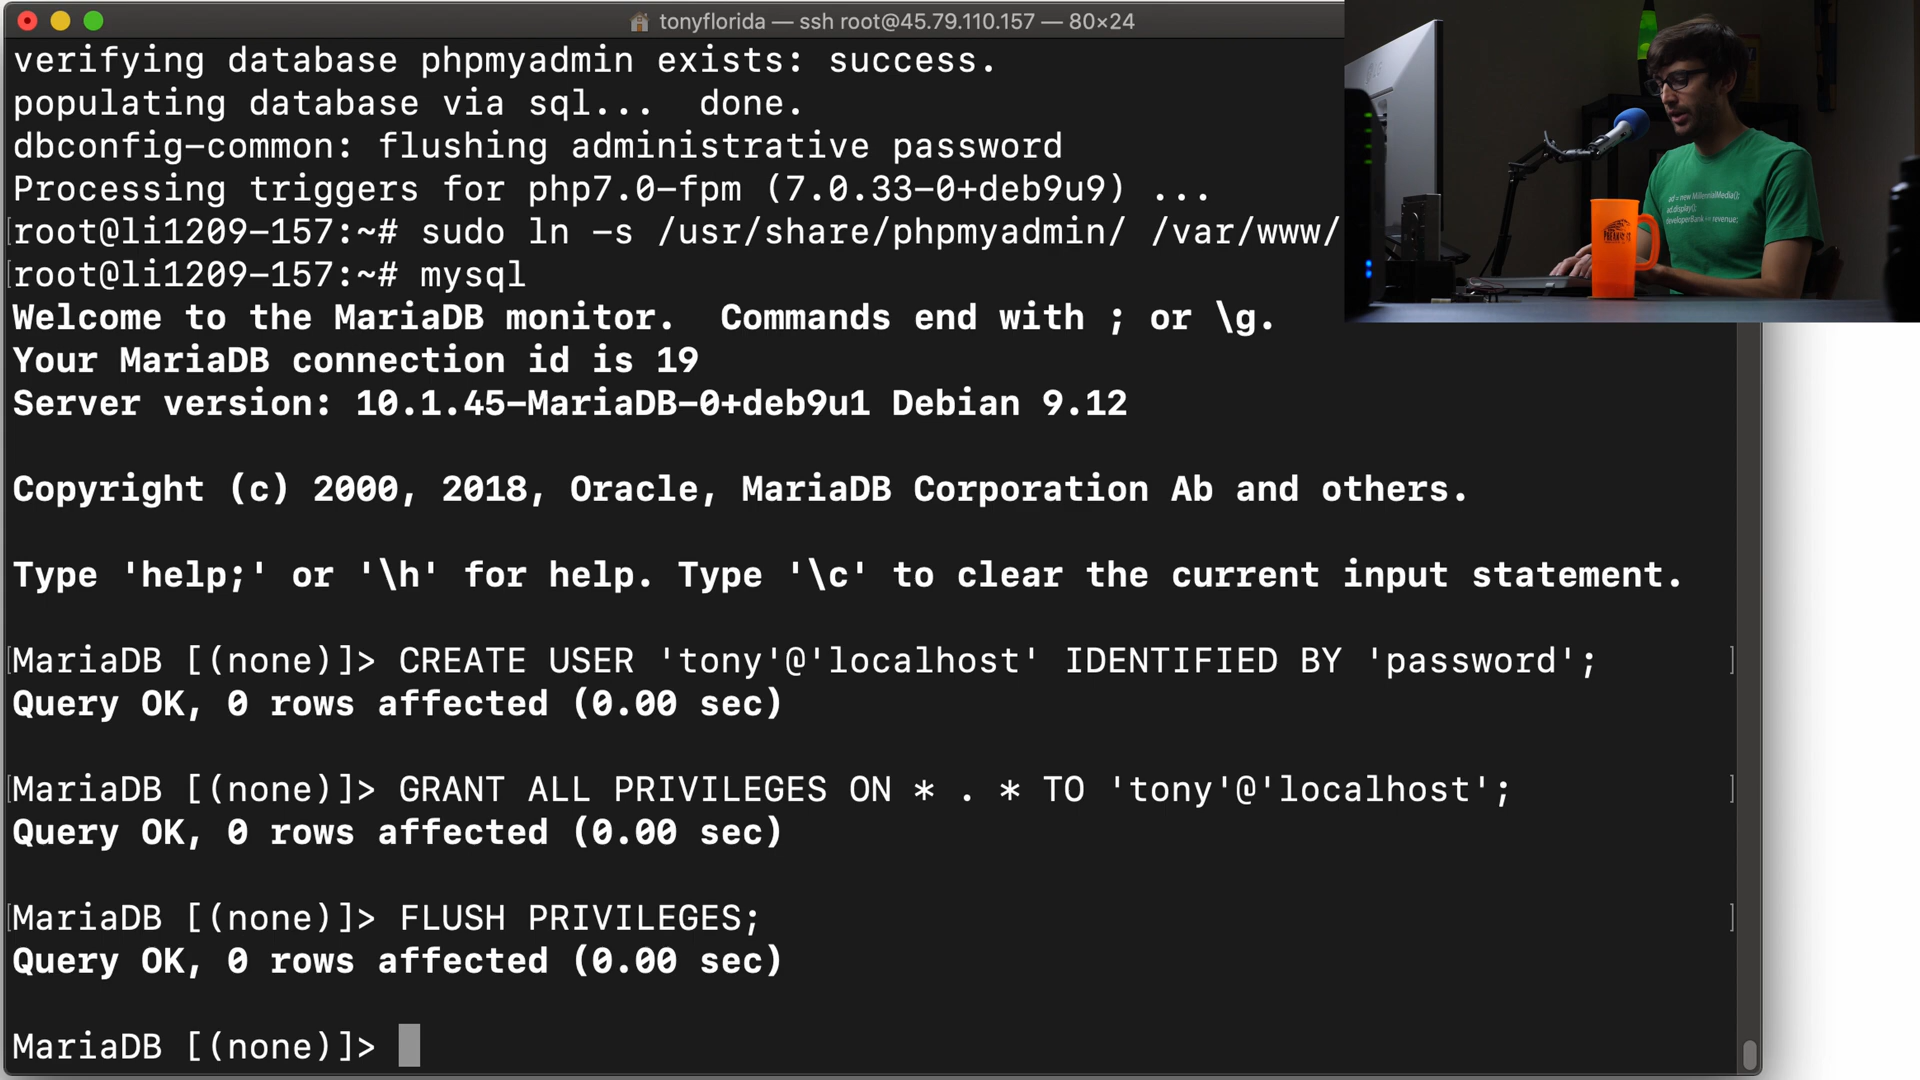 tonyflorida — ssh root@45.79.110.157 — 80×24
verifying database phpmyadmin exists: success.
populating database via sql...  done.
dbconfig-common: flushing administrative password
Processing triggers for php7.0-fpm (7.0.33-0+deb9u9) ...
[root@li1209-157:~# sudo ln -s /usr/share/phpmyadmin/ /var/www/
[root@li1209-157:~# mysql
Welcome to the MariaDB monitor.  Commands end with ; or \g.
Your MariaDB connection id is 19
Server version: 10.1.45-MariaDB-0+deb9u1 Debian 9.12
Copyright (c) 2000, 2018, Oracle, MariaDB Corporation Ab and others.
Type 'help;' or '\h' for help. Type '\c' to clear the current input statement.
[MariaDB [(none)]> CREATE USER 'tony'@'localhost' IDENTIFIED BY 'password'; ]
Query OK, 0 rows affected (0.00 sec)
[MariaDB [(none)]> GRANT ALL PRIVILEGES ON * . * TO 'tony'@'localhost'; ]
Query OK, 0 rows affected (0.00 sec)
[MariaDB [(none)]> FLUSH PRIVILEGES; ]
Query OK, 0 rows affected (0.00 sec)
MariaDB [(none)]>
ad = new MillennialMedia();
ad.display();
developerBank += revenue;